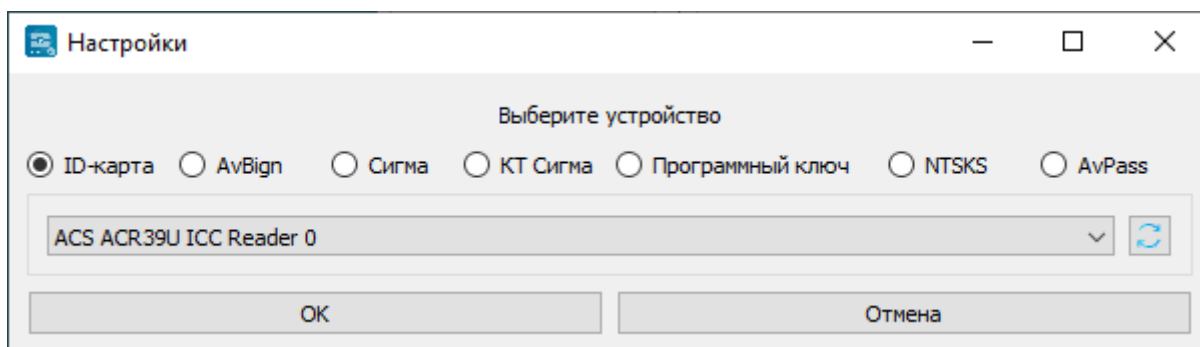 Настройки
Выберите устройство
ID-карта AvBign Сигма КТ Сигма Программный ключ NTSKS AvPass
ACS ACR39U ICC Reader 0
OK Отмена